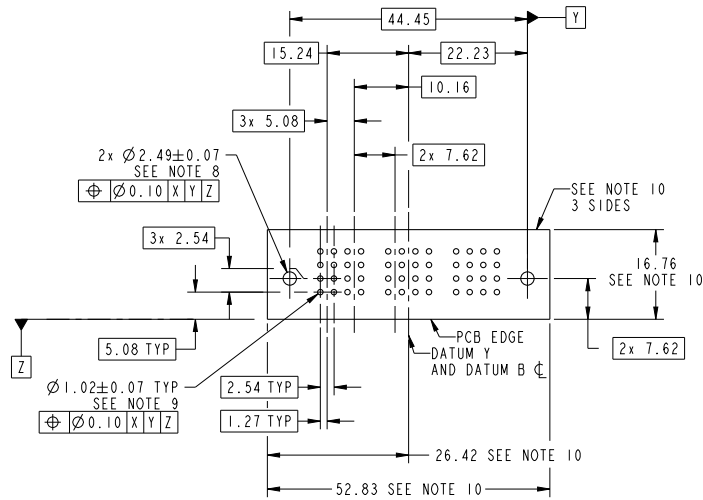 44.45
Y
15.24
22.23
10.16
3x 5.08
2x Ø2.49±0.07
SEE NOTE 8
⌖ Ø0.10 X Y Z
2x 7.62
SEE NOTE 10
3 SIDES
3x 2.54
16.76
SEE NOTE 10
Z
5.08 TYP
PCB EDGE
DATUM Y
AND DATUM B ℄
2x 7.62
Ø1.02±0.07 TYP
SEE NOTE 9
⌖ Ø0.10 X Y Z
2.54 TYP
1.27 TYP
26.42 SEE NOTE 10
52.83 SEE NOTE 10